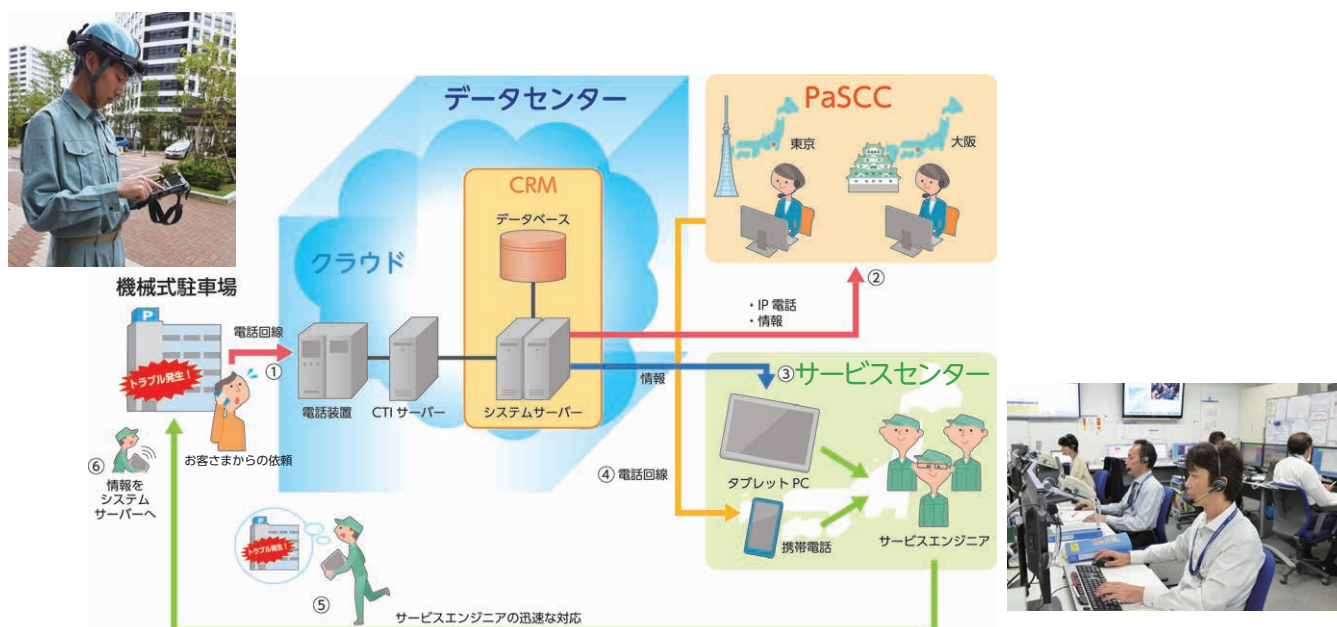 データセンター
PaSCC
東京
大阪
CRM
データベース
クラウド
機械式駐車場
P
トラブル発生!
電話回線
①
電話装置
CTIサーバー
システムサーバー
・IP電話
・情報
②
情報
③サービスセンター
タブレットPC
④電話回線
携帯電話
サービスエンジニア
お客さまからの依頼
⑥
情報を
システム
サーバーへ
P
トラブル発生!
⑤
サービスエンジニアの迅速な対応